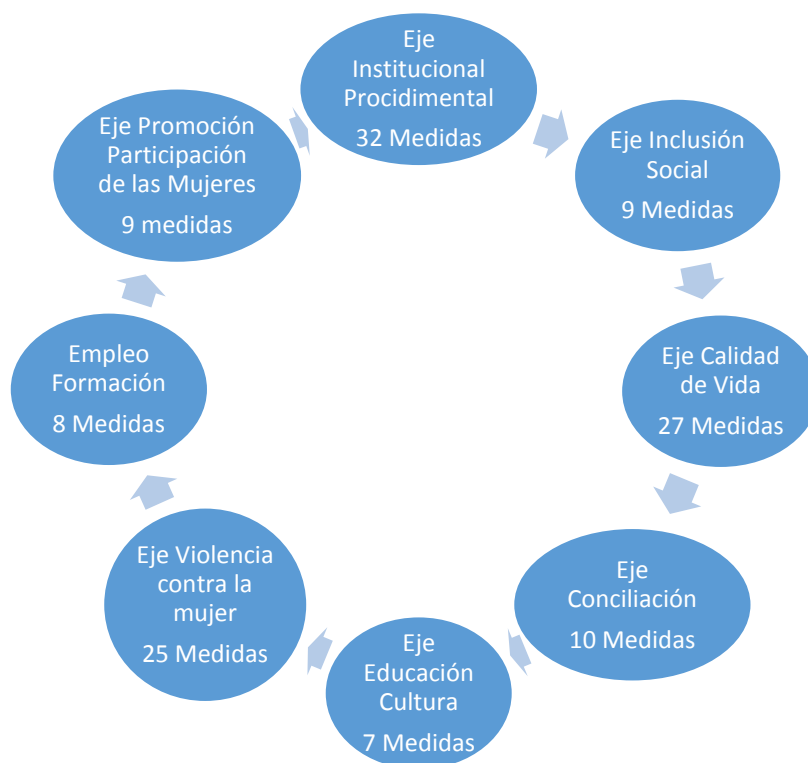 Eje
Institucional
Procidimental
32 Medidas
Eje Inclusión
Social
9 Medidas
Eje Calidad
de Vida
27 Medidas
Eje
Conciliación
10 Medidas
Eje
Educación
Cultura
7 Medidas
Eje Violencia
contra la
mujer
25 Medidas
Empleo
Formación
8 Medidas
Eje Promoción
Participación
de las Mujeres
9 medidas